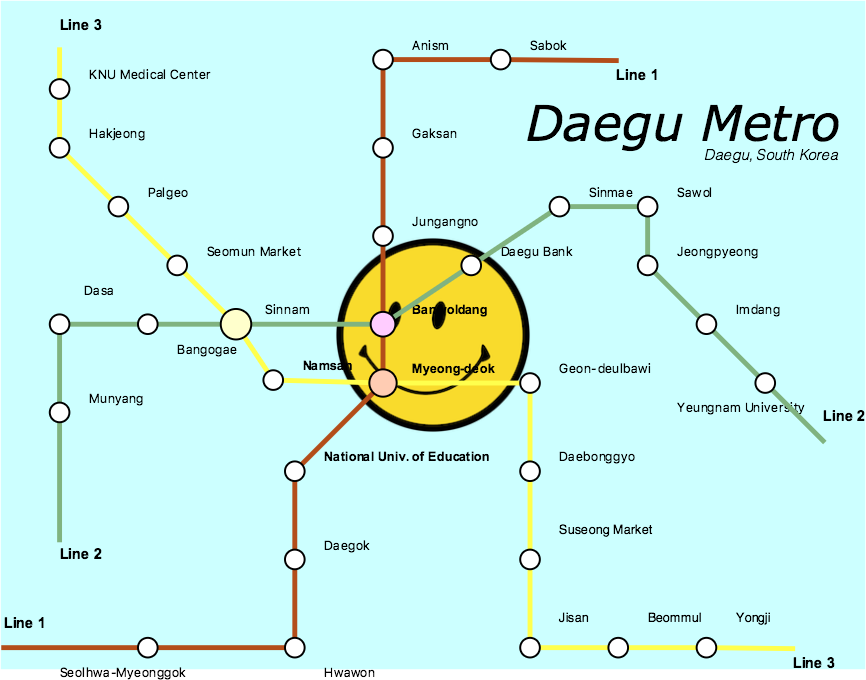 Line 3
Anism
Sabok
KNU Medical Center
Line 1
Daegu Metro
Hakjeong
Gaksan
Daegu, South Korea
Palgeo
Sinmae
Sawol
Jungangno
Seomun Market
Daegu Bank
Jeongpyeong
Dasa
Sinnam
Imdang
Bangogae
Namsan
Myeong-deok
Geon-deulbawi
Munyang
Yeungnam University
Line 2
National Univ. of Education
Daebonggyo
Suseong Market
Daegok
Line 2
Line 1
Jisan
Beommul
Yongji
Line 3
Seolhwa-Myeonggok
Hwawon